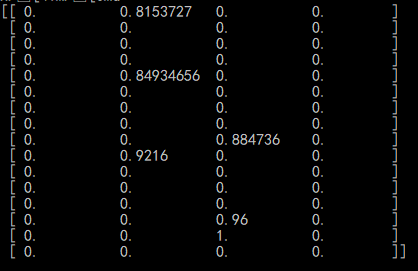 [[ 0. 0.8153727 0. 0. ]
[ 0. 0. 0. 0. ]
[ 0. 0. 0. 0. ]
[ 0. 0. 0. 0. ]
[ 0. 0.84934656 0. 0. ]
[ 0. 0. 0. 0. ]
[ 0. 0. 0. 0. ]
[ 0. 0. 0. 0. ]
[ 0. 0. 0.884736 0. ]
[ 0. 0.9216 0. 0. ]
[ 0. 0. 0. 0. ]
[ 0. 0. 0. 0. ]
[ 0. 0. 0. 0. ]
[ 0. 0. 0.96 0. ]
[ 0. 0. 1. 0. ]
[ 0. 0. 0. 0. ]]